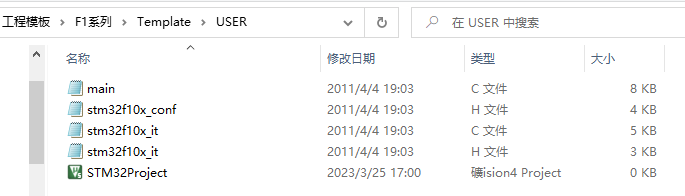 工程模板 > F1系列 > Template > USER 在 USER 中搜索
名称 修改日期 类型 大小
main 2011/4/4 19:03 C 文件 8 KB
stm32f10x_conf 2011/4/4 19:03 H 文件 4 KB
stm32f10x_it 2011/4/4 19:03 C 文件 5 KB
stm32f10x_it 2011/4/4 19:03 H 文件 3 KB
STM32Project 2023/3/25 17:00 礦ision4 Project 0 KB